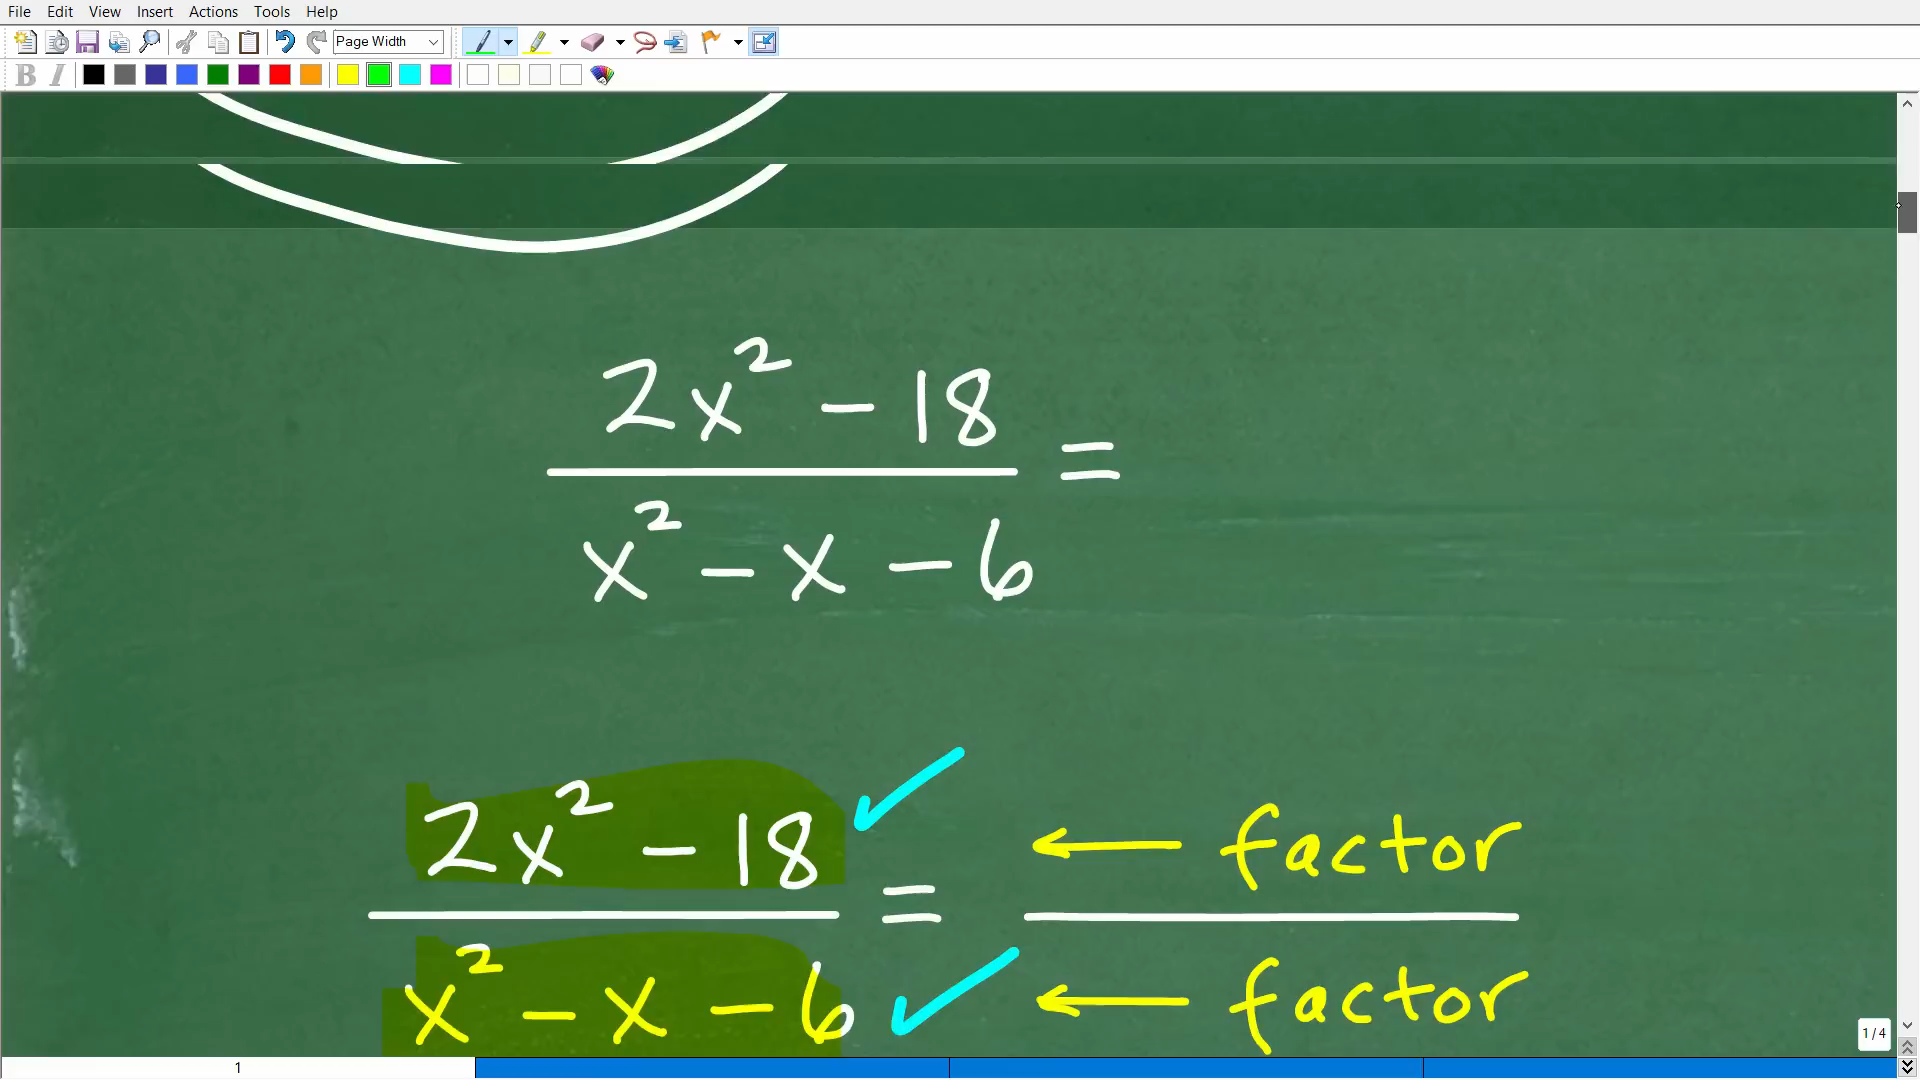 File Edit View Insert Actions Tools Help
Page Width
B I
2x² - 18
=
x² - x - 6
2x² - 18 ← factor
=
x² - x - 6 ← factor
1 / 4
1